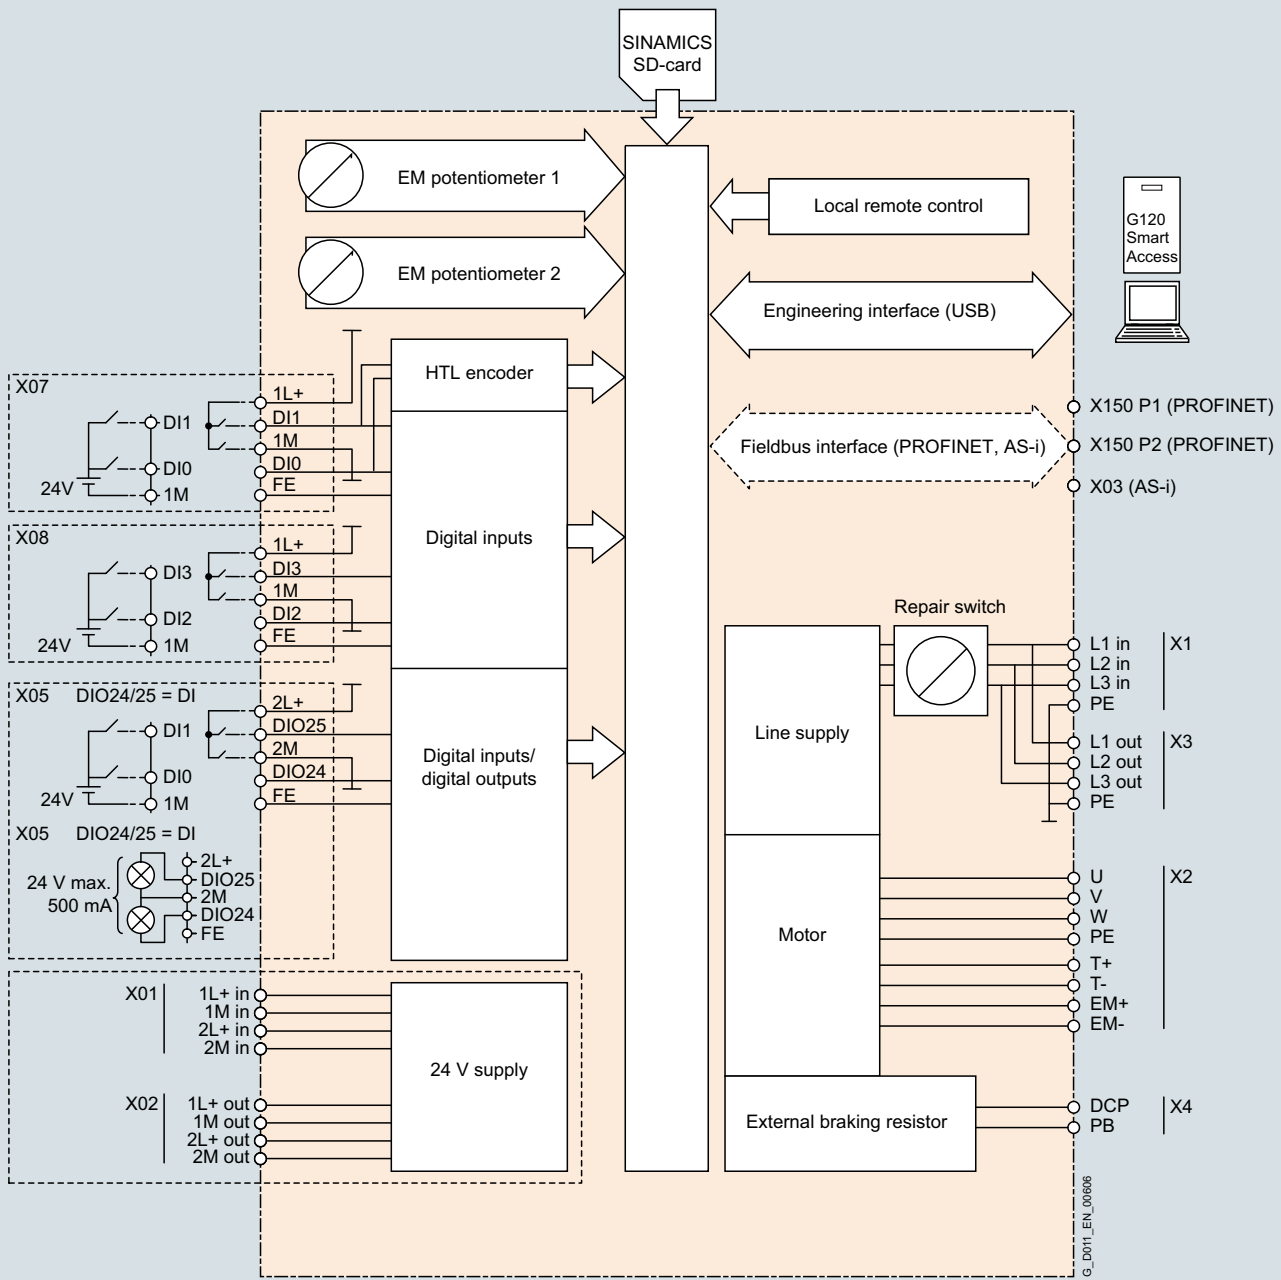 SINAMICS
SD-card
EM potentiometer 1
EM potentiometer 2
Local remote control
G120
Smart
Access
Engineering interface (USB)
HTL encoder
X07
DI1
DI0
24V
1M
1L+
DI1
1M
DI0
FE
X150 P1 (PROFINET)
Fieldbus interface (PROFINET, AS-i)
X150 P2 (PROFINET)
X03 (AS-i)
X08
DI3
DI2
24V
1M
1L+
DI3
1M
DI2
FE
Digital inputs
X05 DIO24/25 = DI
DI1
DI0
24V
1M
2L+
DIO25
2M
DIO24
FE
Digital inputs/
digital outputs
X05 DIO24/25 = DI
24 V max.
500 mA
2L+
DIO25
2M
DIO24
FE
Repair switch
Line supply
L1 in
L2 in
L3 in
PE
X1
L1 out
L2 out
L3 out
PE
X3
Motor
U
V
W
PE
T+
T-
EM+
EM-
X2
X01
1L+ in
1M in
2L+ in
2M in
24 V supply
X02
1L+ out
1M out
2L+ out
2M out
External braking resistor
DCP
PB
X4
G_D011_EN_00606